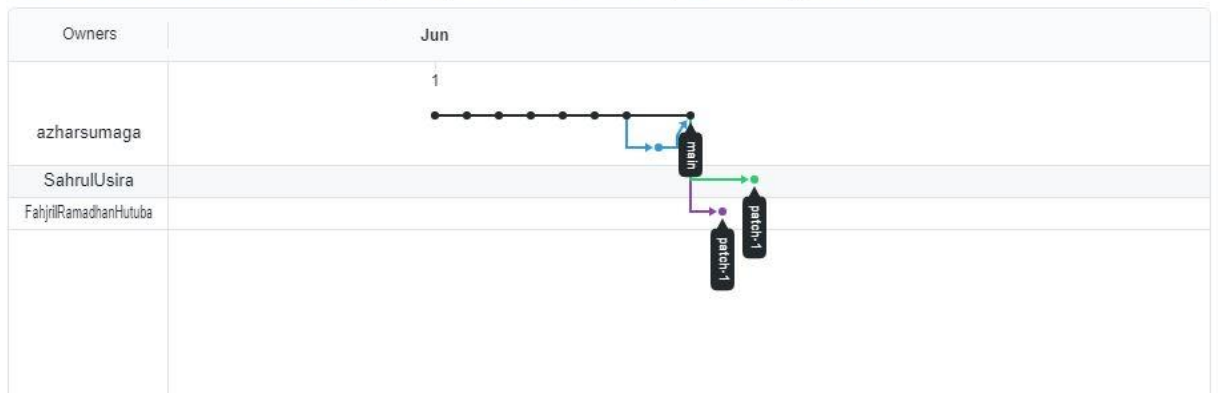 Owners Jun
1
azharsumaga
main
SahrulUsira
FahjrilRamadhanHutuba
patch-1
patch-1